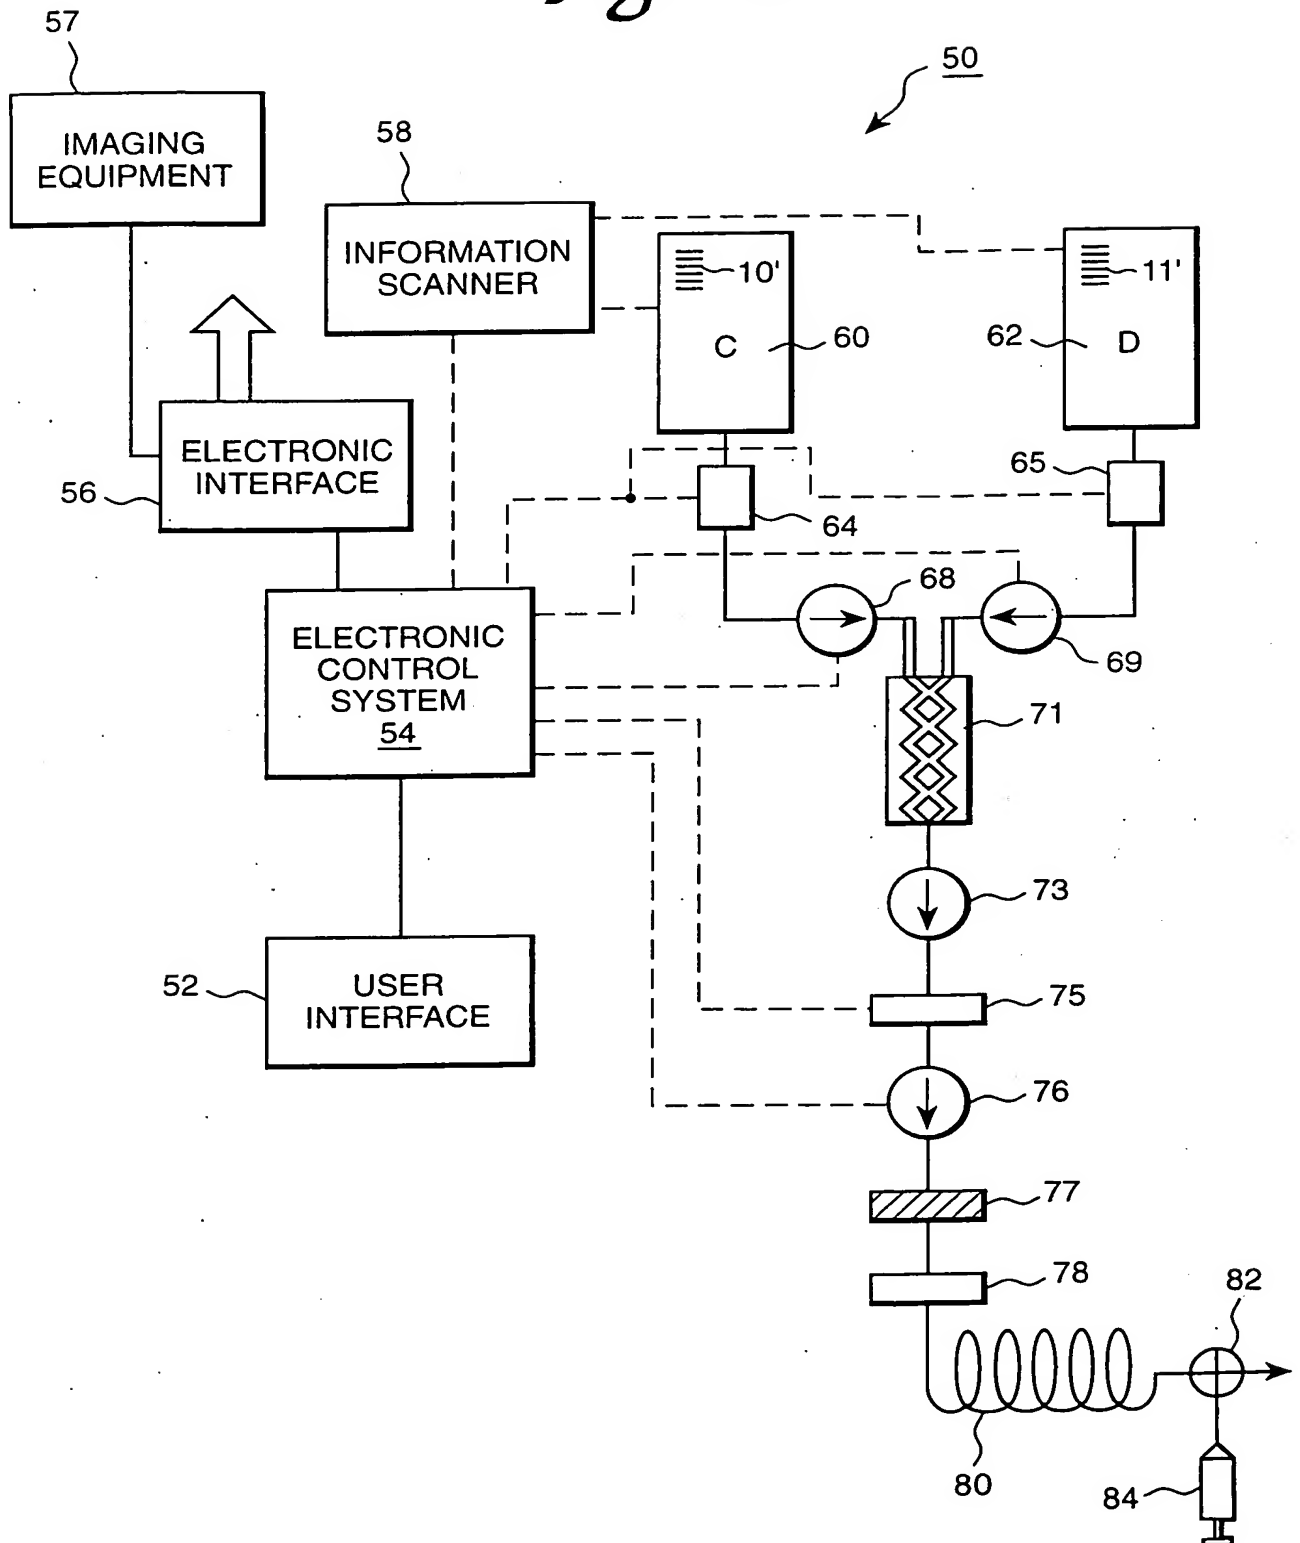 57
50
IMAGING
EQUIPMENT
58
INFORMATION
SCANNER
10'
11'
C
60
62
D
ELECTRONIC
INTERFACE
56
65
64
68
69
ELECTRONIC
CONTROL
SYSTEM
54
71
73
52
USER
INTERFACE
75
76
77
78
82
80
84